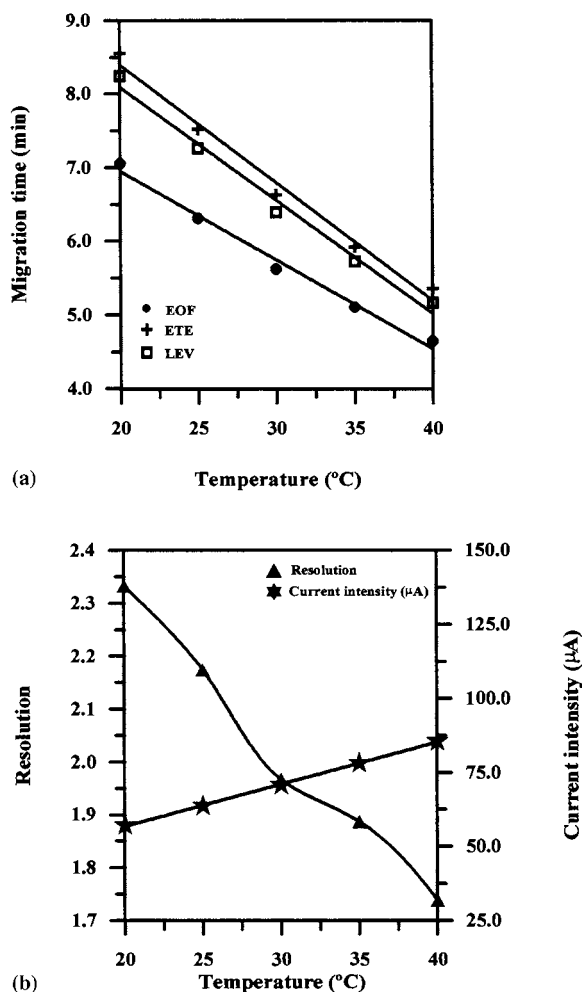 9.0
8.0
7.0
6.0
5.0
4.0
Migration time (min)
EOF
ETE
LEV
20 25 30 35 40
(a)
Temperature (ºC)
2.4
2.3
2.2
2.1
2.0
1.9
1.8
1.7
Resolution
Resolution
Current intensity (µA)
150.0
125.0
100.0
75.0
50.0
25.0
Current intensity (µA)
20 25 30 35 40
(b)
Temperature (ºC)